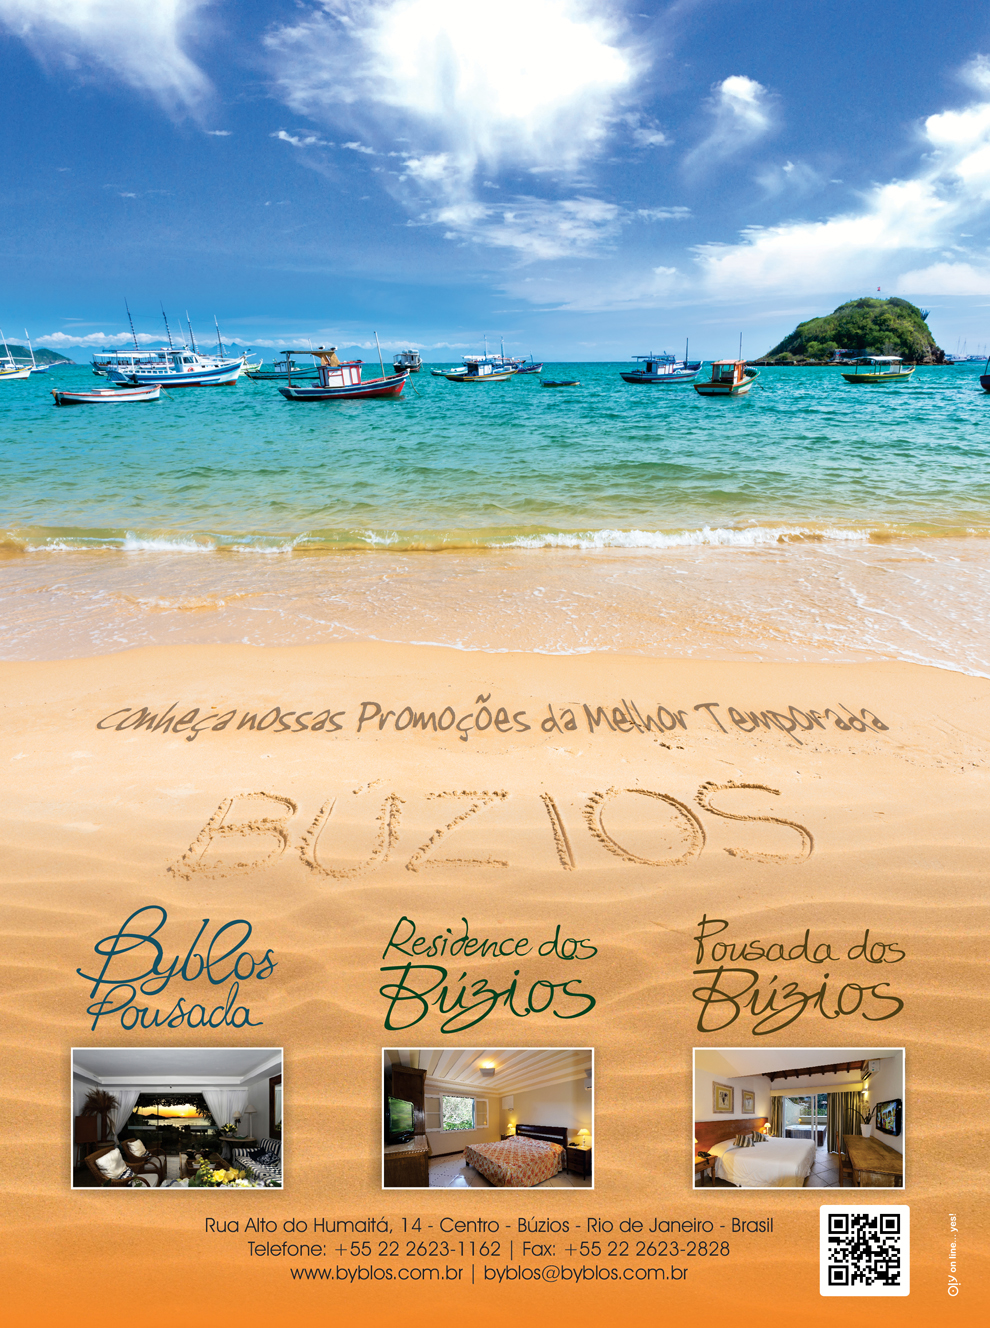 conheça nossas Promoções da Melhor Temporada
BÚZIOS
Byblos
Pousada
Residence dos
Búzios
Pousada dos
Búzios
Rua Alto do Humaitá, 14 - Centro - Búzios - Rio de Janeiro - Brasil
Telefone: +55 22 2623-1162 | Fax: +55 22 2623-2828
www.byblos.com.br | byblos@byblos.com.br
on line... yes!